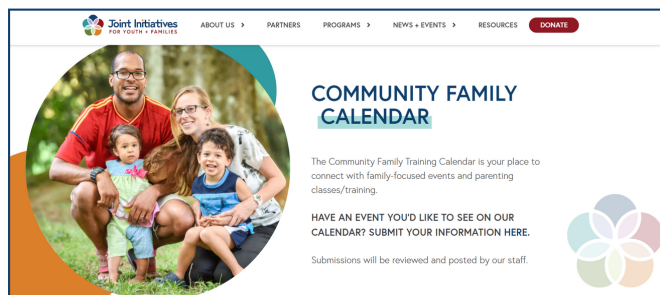 Joint Initiatives
FOR YOUTH + FAMILIES
ABOUT US
PARTNERS
PROGRAMS
NEWS + EVENTS
RESOURCES
DONATE
COMMUNITY FAMILY
CALENDAR
The Community Family Training Calendar is your place to
connect with family-focused events and parenting
classes/training.
HAVE AN EVENT YOU'D LIKE TO SEE ON OUR
CALENDAR? SUBMIT YOUR INFORMATION HERE.
Submissions will be reviewed and posted by our staff.